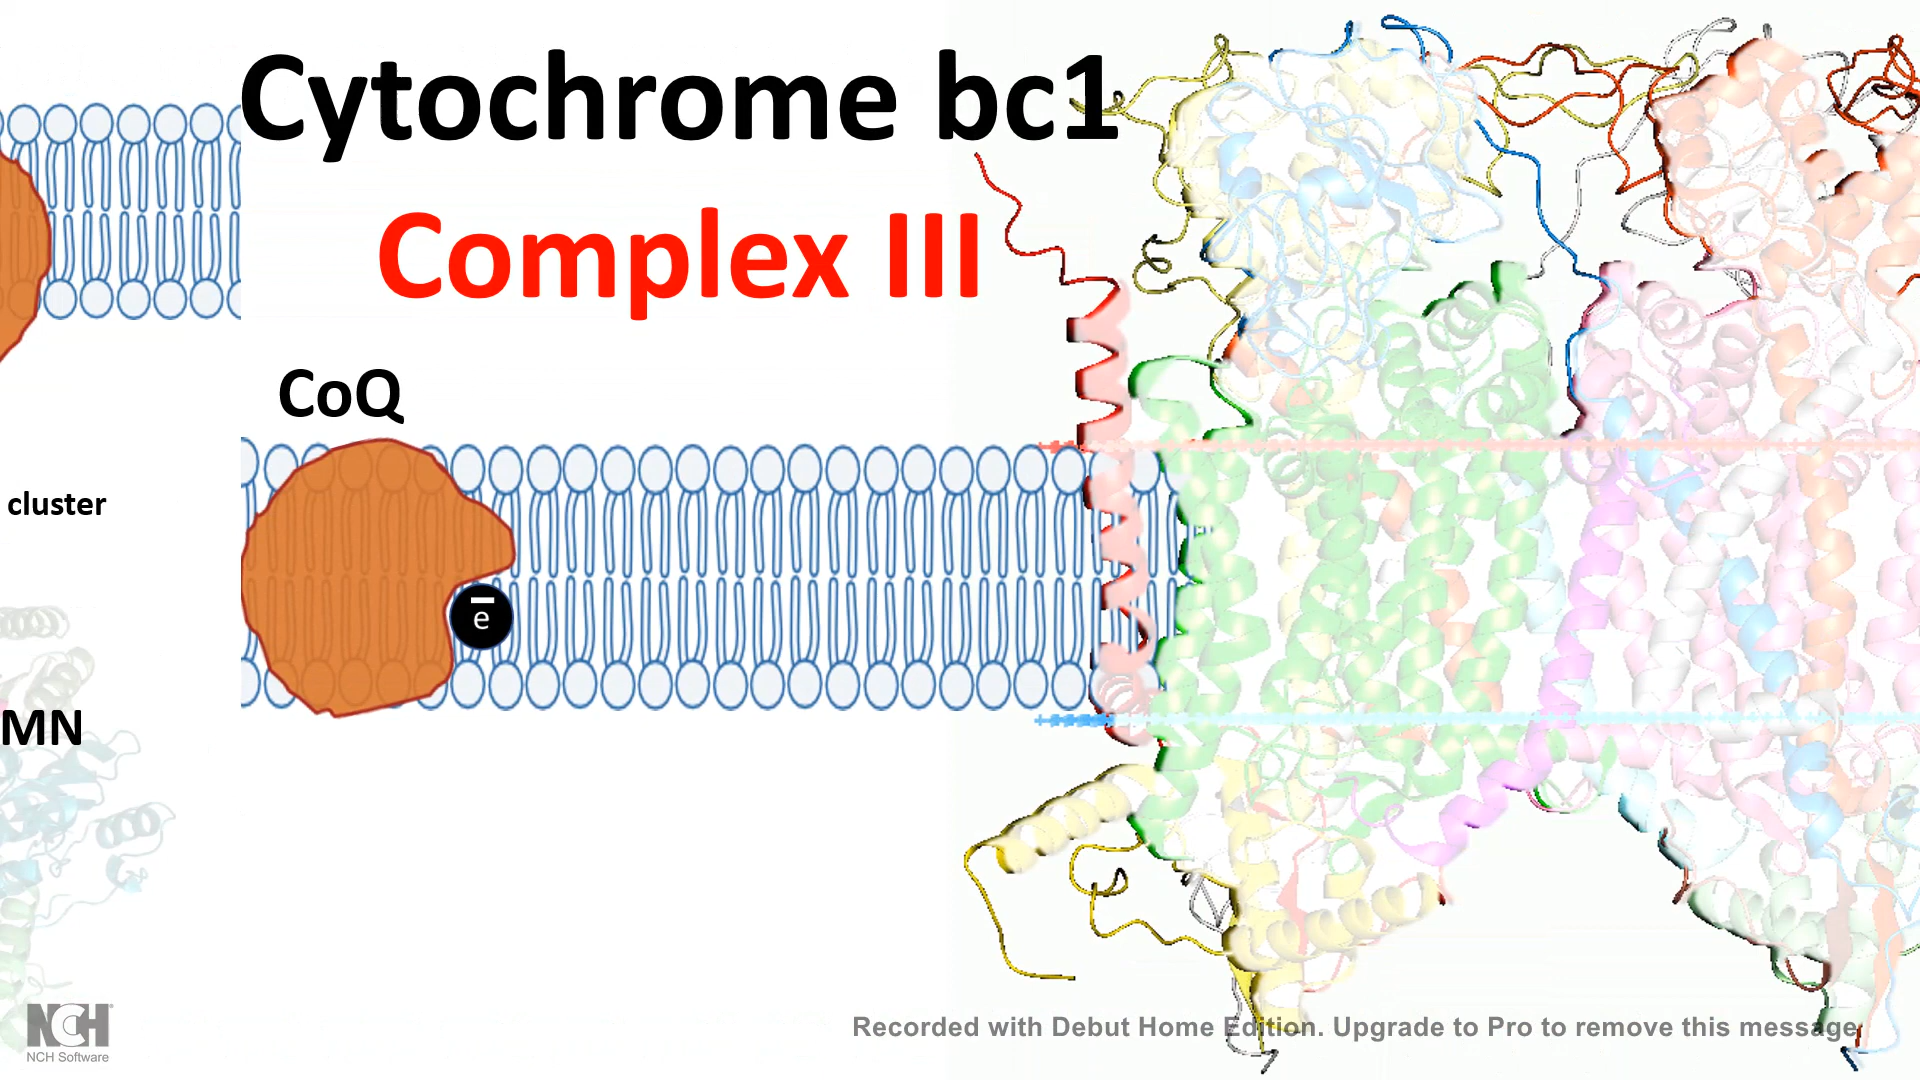 Cytochrome bc1
Complex III
CoQ
cluster
e
MN
NCH
NCH Software
Recorded with Debut Home Edition. Upgrade to Pro to remove this message